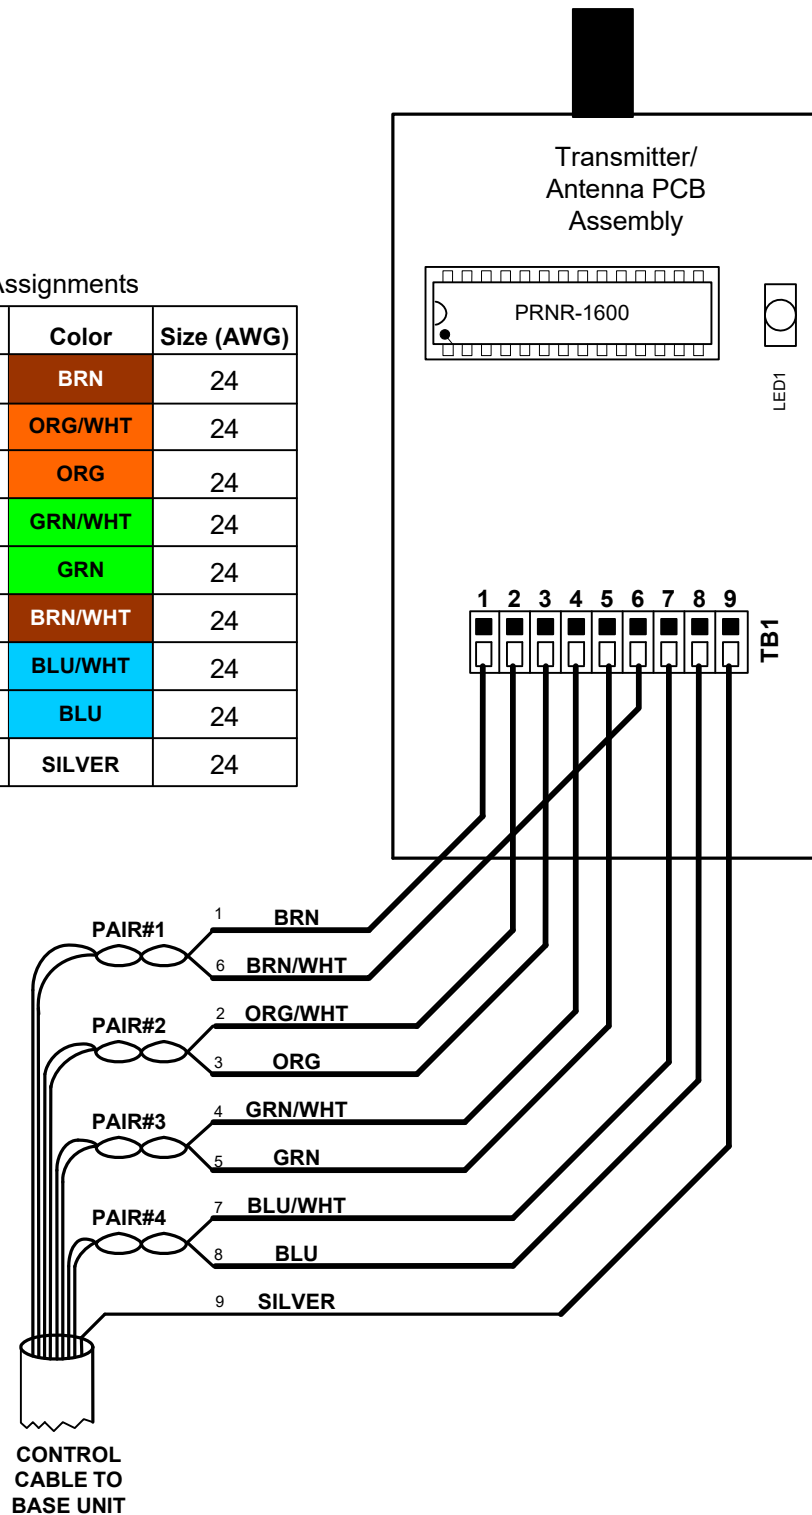 Transmitter/
Antenna PCB
Assembly
PRNR-1600
LED1
Assignments
Color Size (AWG)
BRN 24
ORG/WHT 24
ORG 24
GRN/WHT 24
GRN 24
BRN/WHT 24
BLU/WHT 24
BLU 24
SILVER 24
1 2 3 4 5 6 7 8 9
TB1
PAIR#1
1 BRN
6 BRN/WHT
PAIR#2
2 ORG/WHT
3 ORG
PAIR#3
4 GRN/WHT
5 GRN
PAIR#4
7 BLU/WHT
8 BLU
9 SILVER
CONTROL
CABLE TO
BASE UNIT